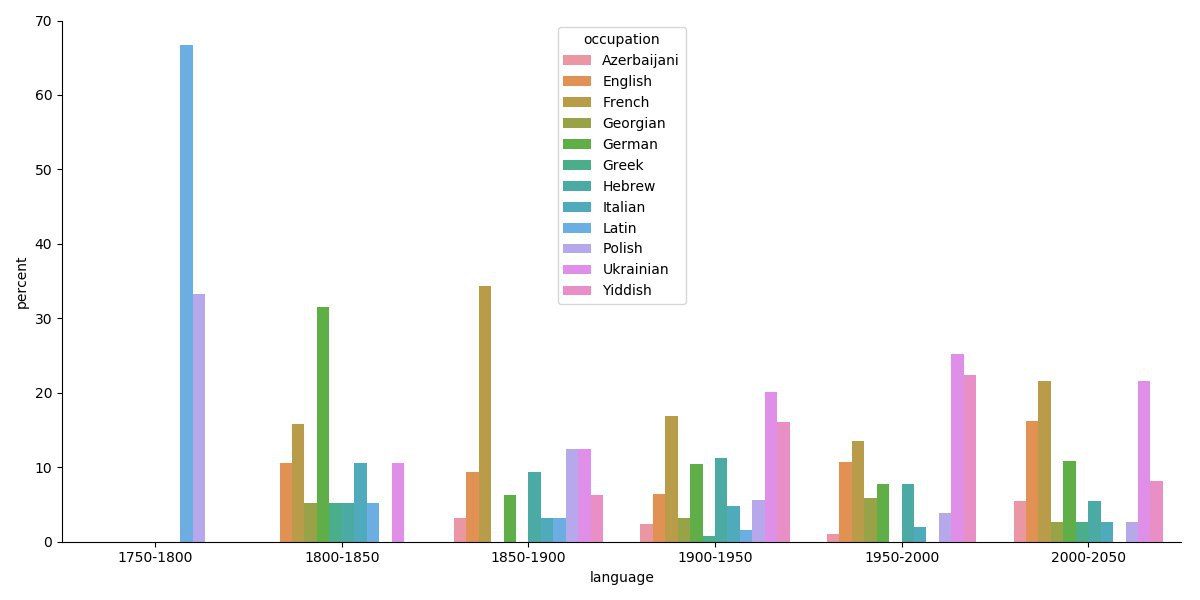 70
60
50
40
30
20
10
0
percent
occupation
Azerbaijani
English
French
Georgian
German
Greek
Hebrew
Italian
Latin
Polish
Ukrainian
Yiddish
1750-1800
1800-1850
1850-1900
1900-1950
1950-2000
2000-2050
language